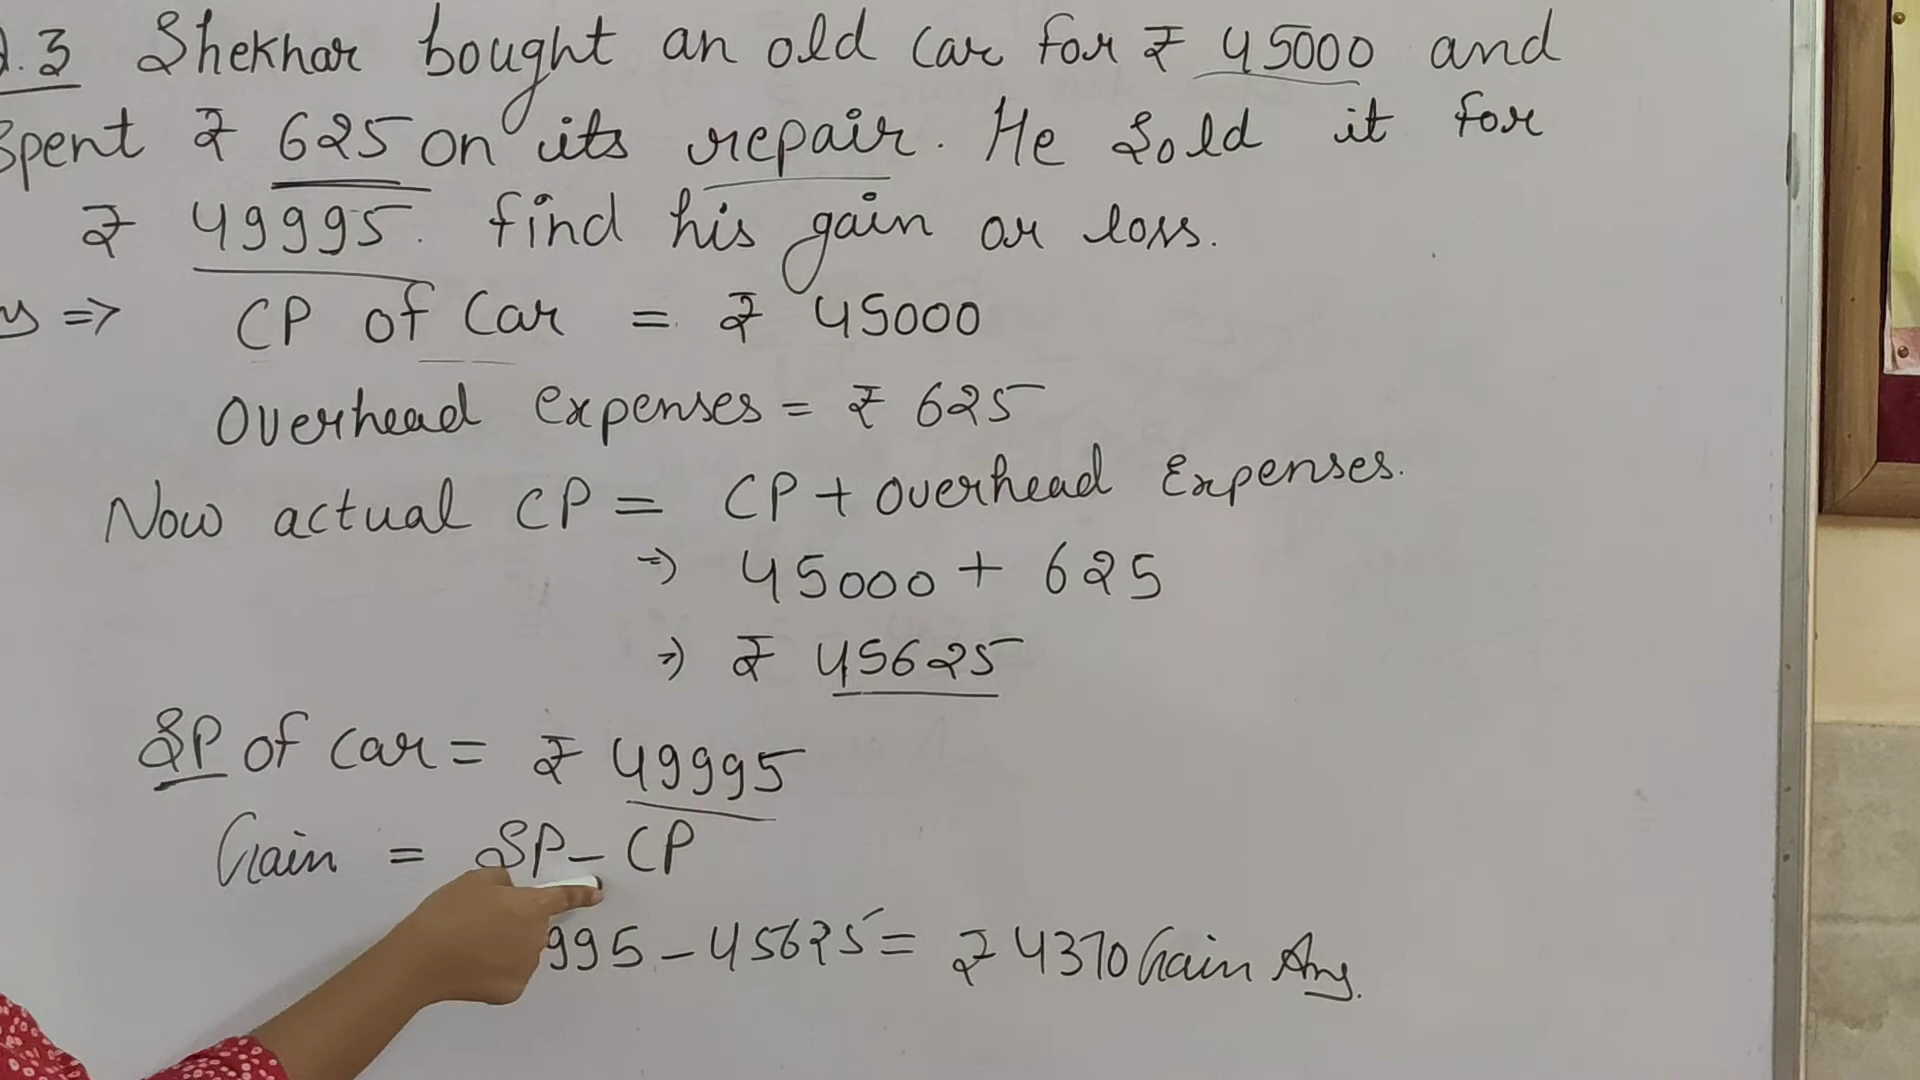 .3 Shekhar bought an old car for ₹ 45000 and
Spent ₹ 625 on its repair. He Sold it for
₹ 49995. find his gain or loss.
=> CP of Car = ₹ 45000
Overhead expenses = ₹ 625
Now actual CP = CP + overhead Expenses.
=> 45000 + 625
=> ₹ 45625
SP of car = ₹ 49995
Gain = SP - CP
995 - 45625 = ₹ 4370 Gain Ans.